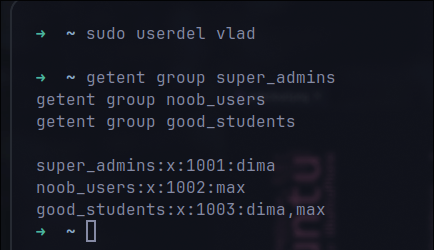 → ~ sudo userdel vlad
→ ~ getent group super_admins
getent group noob_users
getent group good_students
super_admins:x:1001:dima
noob_users:x:1002:max
good_students:x:1003:dima,max
→ ~